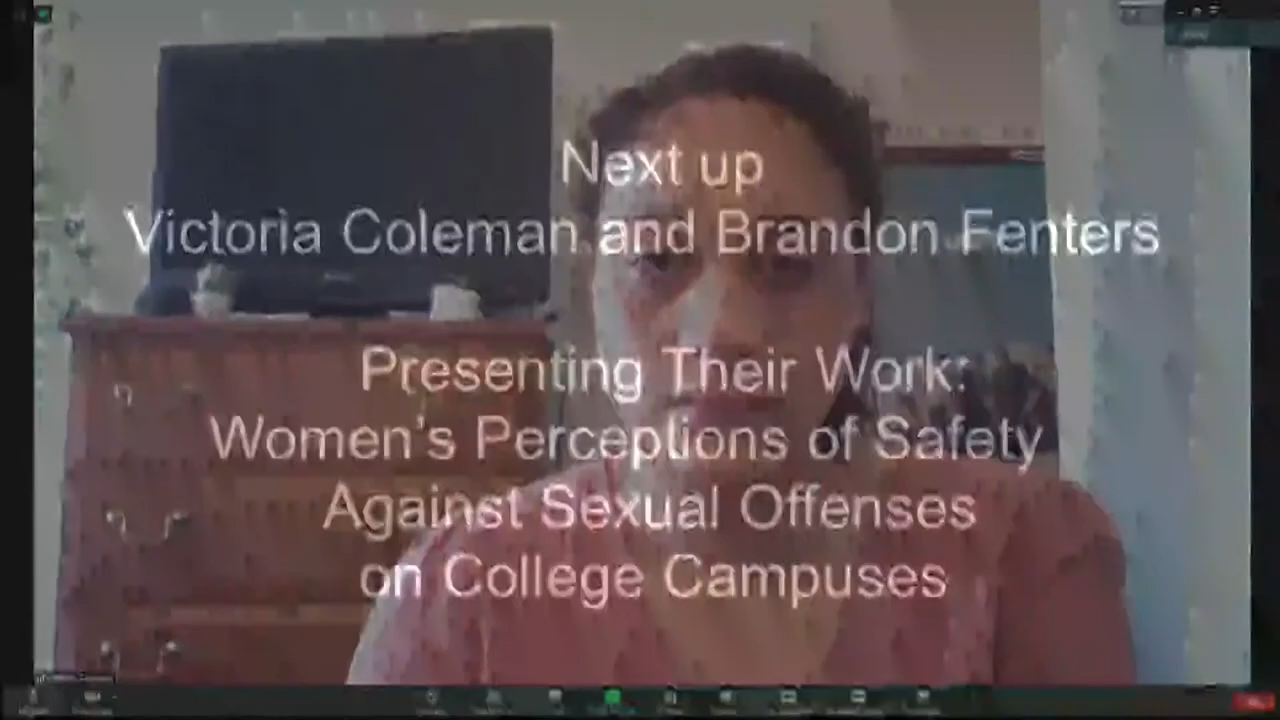 Next up
Victoria Coleman and Brandon Fenters
Presenting Their Work:
Women's Perceptions of Safety
Against Sexual Offenses
on College Campuses